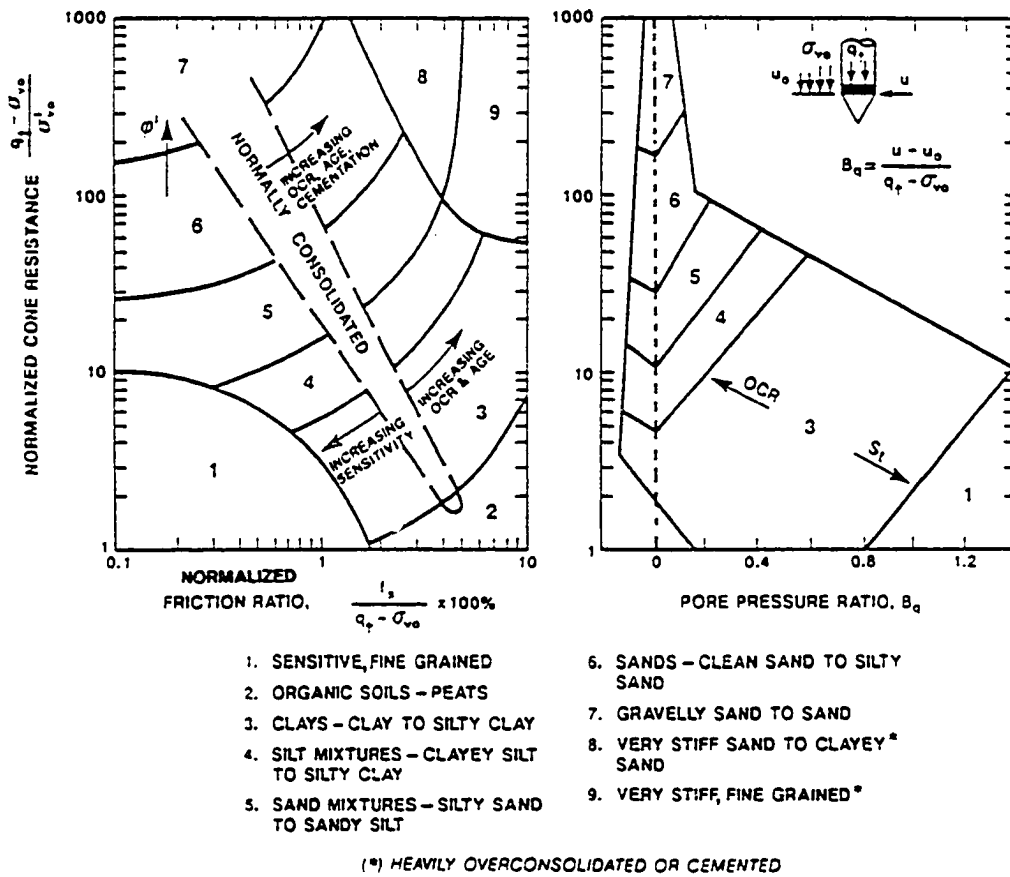 1000
100
10
1
NORMALIZED CONE RESISTANCE
qt - σvo
σ'vo
7
8
9
φ'
6
5
4
3
1
2
NORMALLY CONSOLIDATED
INCREASING
OCR, AGE,
CEMENTATION
INCREASING
OCR & AGE
INCREASING
SENSITIVITY
0.1
1
10
NORMALIZED
FRICTION RATIO,
fs
qt - σvo
x 100%
1000
100
10
1
7
6
5
4
3
1
OCR
St
σvo
qt
uo
u
Bq = u - uo
qt - σvo
0
0.4
0.8
1.2
PORE PRESSURE RATIO, Bq
1. SENSITIVE, FINE GRAINED
2. ORGANIC SOILS - PEATS
3. CLAYS - CLAY TO SILTY CLAY
4. SILT MIXTURES - CLAYEY SILT
TO SILTY CLAY
5. SAND MIXTURES - SILTY SAND
TO SANDY SILT
6. SANDS - CLEAN SAND TO SILTY
SAND
7. GRAVELLY SAND TO SAND
8. VERY STIFF SAND TO CLAYEY*
SAND
9. VERY STIFF, FINE GRAINED*
(*) HEAVILY OVERCONSOLIDATED OR CEMENTED